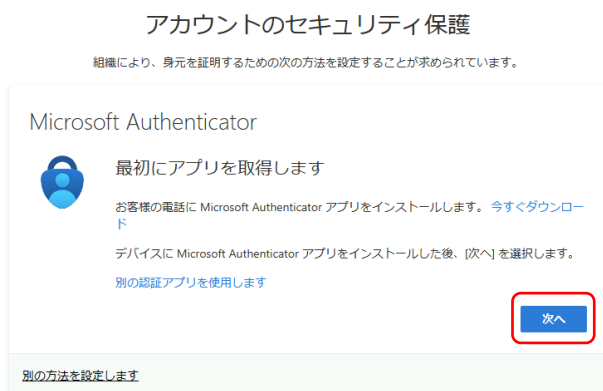 アカウントのセキュリティ保護
組織により、身元を証明するための次の方法を設定することが求められています。
Microsoft Authenticator
最初にアプリを取得します
お客様の電話に Microsoft Authenticator アプリをインストールします。 今すぐダウンロー
ド
デバイスに Microsoft Authenticator アプリをインストールした後、[次へ] を選択します。
別の認証アプリを使用します
次へ
別の方法を設定します